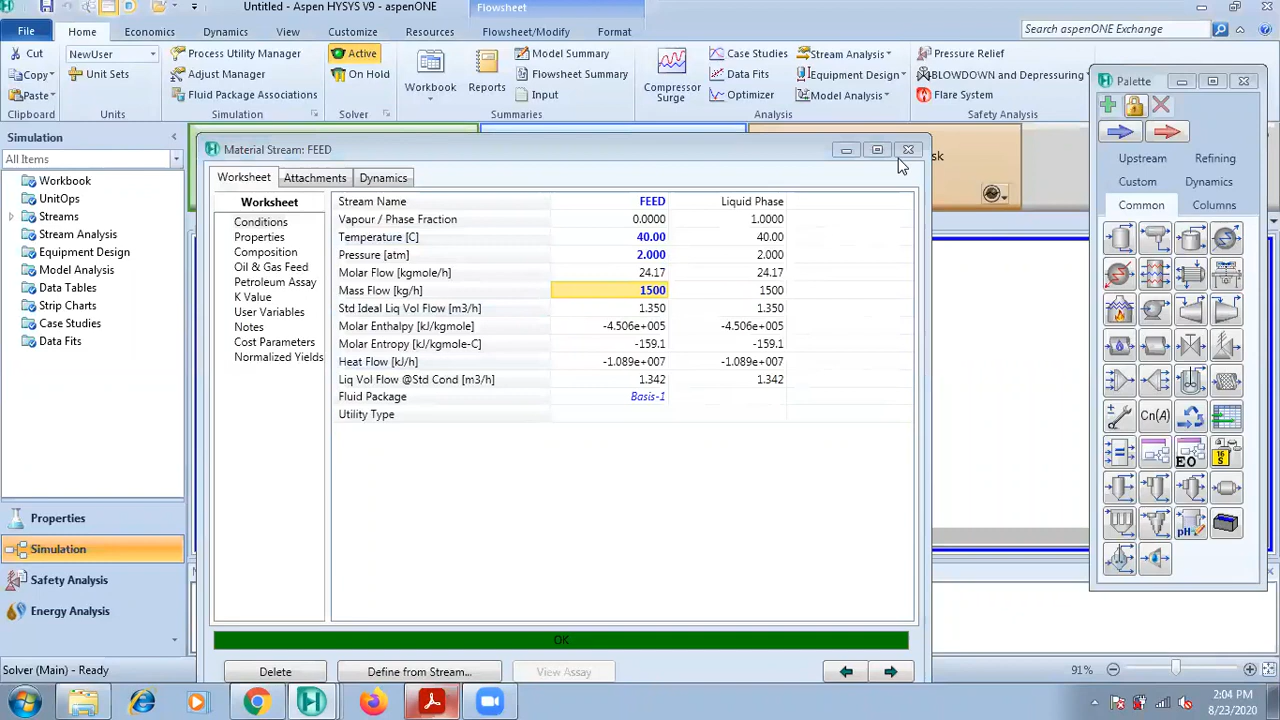 Untitled - Aspen HYSYS V9 - aspenONE
Flowsheet
File
Home
Economics
Dynamics
View
Customize
Resources
Flowsheet/Modify
Format
Search aspenONE Exchange
Cut
Copy
Paste
Clipboard
NewUser
Unit Sets
Units
Process Utility Manager
Adjust Manager
Fluid Package Associations
Simulation
Active
On Hold
Solver
Workbook
Reports
Model Summary
Flowsheet Summary
Input
Summaries
Compressor
Surge
Case Studies
Data Fits
Optimizer
Stream Analysis
Equipment Design
Model Analysis
Analysis
Pressure Relief
BLOWDOWN and Depressuring
Flare System
Safety Analysis
Simulation
All Items
Workbook
UnitOps
Streams
Stream Analysis
Equipment Design
Model Analysis
Data Tables
Strip Charts
Case Studies
Data Fits
Properties
Simulation
Safety Analysis
Energy Analysis
Material Stream: FEED
Worksheet
Attachments
Dynamics
Worksheet
Conditions
Properties
Composition
Oil & Gas Feed
Petroleum Assay
K Value
User Variables
Notes
Cost Parameters
Normalized Yields
Stream Name FEED Liquid Phase
Vapour / Phase Fraction 0.0000 1.0000
Temperature [C] 40.00 40.00
Pressure [atm] 2.000 2.000
Molar Flow [kgmole/h] 24.17 24.17
Mass Flow [kg/h] 1500 1500
Std Ideal Liq Vol Flow [m3/h] 1.350 1.350
Molar Enthalpy [kJ/kgmole] -4.506e+005 -4.506e+005
Molar Entropy [kJ/kgmole-C] -159.1 -159.1
Heat Flow [kJ/h] -1.089e+007 -1.089e+007
Liq Vol Flow @Std Cond [m3/h] 1.342 1.342
Fluid Package Basis-1
Utility Type
OK
Delete
Define from Stream...
View Assay
sk
Palette
Upstream
Refining
Custom
Dynamics
Common
Columns
Cn(A)
EO
16
S
pH
Solver (Main) - Ready
91%
2:04 PM
8/23/2020